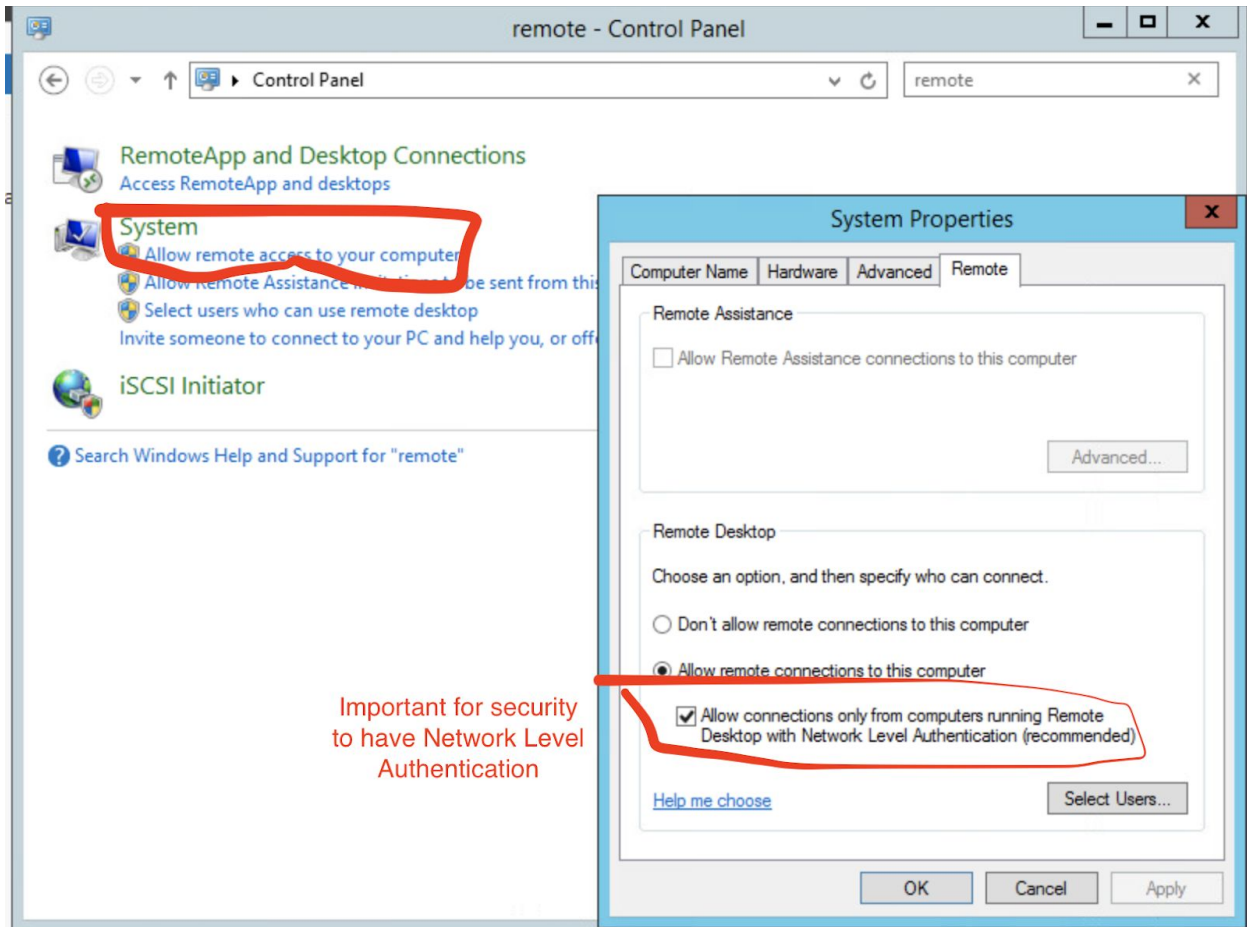 remote - Control Panel
Control Panel
remote
RemoteApp and Desktop Connections
Access RemoteApp and desktops
System
Allow remote access to your computer
Allow Remote Assistance be sent from this
Select users who can use remote desktop
Invite someone to connect to your PC and help you, or
iSCSI Initiator
Search Windows Help and Support for "remote"
Important for security
to have Network Level
Authentication
System Properties
Computer Name
Hardware
Advanced
Remote
Remote Assistance
Allow Remote Assistance connections to this computer
Advanced...
Remote Desktop
Choose an option, and then specify who can connect.
Don't allow remote connections to this computer
Allow remote connections to this computer
Allow connections only from computers running Remote
Desktop with Network Level Authentication (recommended)
Help me choose
Select Users...
OK
Cancel
Apply